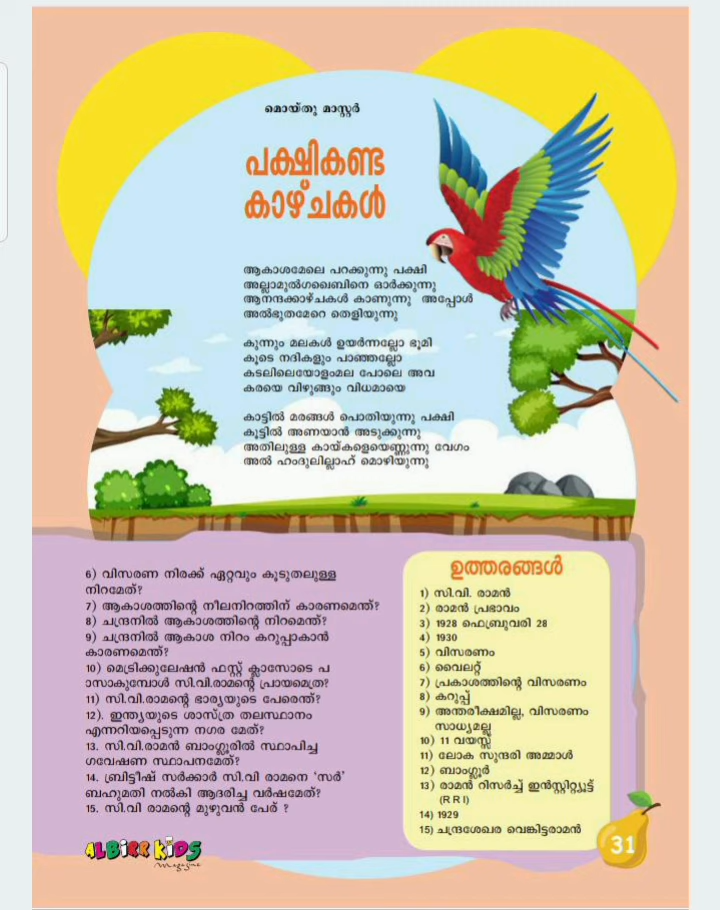 മൊയ്തു മാസ്റ്റർ
പക്ഷികണ്ട
കാഴ്ചകൾ
ആകാശമേലെ പറക്കുന്നു പക്ഷി
അല്ലാമുൽഗഖൈബിനെ ഓർക്കുന്നു
ആനന്ദക്കാഴ്ചകൾ കാണുന്നു അപ്പോൾ
അൽഭുതമേറെ തെളിയുന്നു
കുന്നും മലകൾ ഉയർന്നല്ലോ ഭൂമി
കൂടെ നദികളും പാഞ്ഞല്ലോ
കടലിലെയോളംമല പോലെ അവ
കരയെ വിഴുങ്ങും വിധമായെ
കാട്ടിൽ മരങ്ങൾ പൊതിയുന്നു പക്ഷി
കൂട്ടിൽ അണയാൻ അടുക്കുന്നു
അതിലുള്ള കായ്കളെയെണ്ണുന്നു വേഗം
അൽ ഹംദുലില്ലാഹ് മൊഴിയുന്നു
6) വിസരണ നിരക്ക് ഏറ്റവും കൂടുതലുള്ള
നിറമേത്?
7) ആകാശത്തിന്റെ നീലനിറത്തിന് കാരണമെന്ത്?
8) ചന്ദ്രനിൽ ആകാശത്തിന്റെ നിറമെന്ത്?
9) ചന്ദ്രനിൽ ആകാശ നിറം കറുപ്പാകാൻ
കാരണമെന്ത്?
10) മെട്രിക്കുലേഷൻ ഫസ്റ്റ് ക്ലാസോടെ പ
ാസാകുമ്പോൾ സി.വി.രാമന്റെ പ്രായമെത്ര?
11) സി.വി.രാമന്റെ ഭാര്യയുടെ പേരെന്ത്?
12). ഇന്ത്യയുടെ ശാസ്ത്ര തലസ്ഥാനം
എന്നറിയപ്പെടുന്ന നഗര മേത്?
13. സി.വി.രാമൻ ബാംഗ്ലൂരിൽ സ്ഥാപിച്ച
ഗവേഷണ സ്ഥാപനമേത്?
14. ബ്രിട്ടീഷ് സർക്കാർ സി.വി രാമനെ 'സർ'
ബഹുമതി നൽകി ആദരിച്ച വർഷമേത്?
15. സി.വി രാമന്റെ മുഴുവൻ പേര് ?
ഉത്തരങ്ങൾ
1) സി.വി. രാമൻ
2) രാമൻ പ്രഭാവം
3) 1928 ഫെബ്രുവരി 28
4) 1930
5) വിസരണം
6) വൈലറ്റ്
7) പ്രകാശത്തിന്റെ വിസരണം
8) കറുപ്പ്
9) അന്തരീക്ഷമില്ല, വിസരണം
സാധ്യമല്ല
10) 11 വയസ്സ്
11) ലോക സുന്ദരി അമ്മാൾ
12) ബാംഗ്ലൂർ
13) രാമൻ റിസർച്ച് ഇൻസ്റ്റിറ്റ്യൂട്ട്
(R R I)
14) 1929
15) ചന്ദ്രശേഖര വെങ്കിട്ടരാമൻ
ALBIRR KiDS
Magazine
31